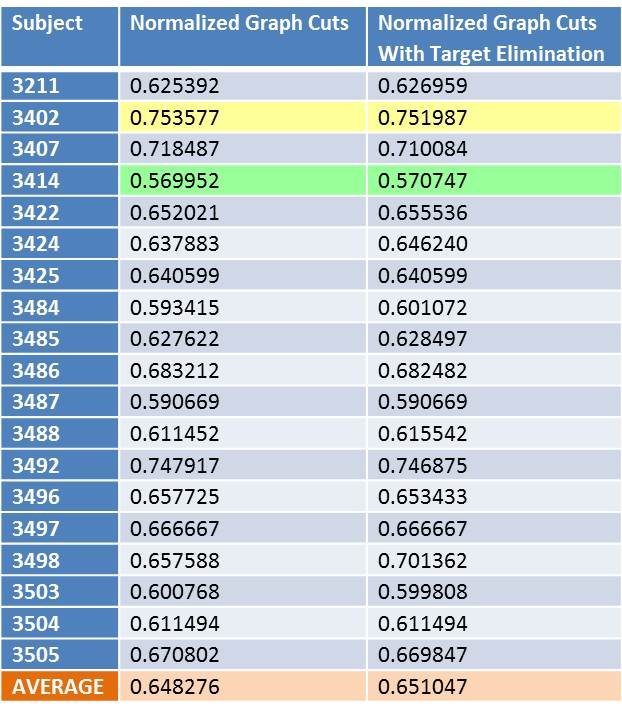 Subject Normalized Graph Cuts Normalized Graph Cuts
With Target Elimination
3211 0.625392 0.626959
3402 0.753577 0.751987
3407 0.718487 0.710084
3414 0.569952 0.570747
3422 0.652021 0.655536
3424 0.637883 0.646240
3425 0.640599 0.640599
3484 0.593415 0.601072
3485 0.627622 0.628497
3486 0.683212 0.682482
3487 0.590669 0.590669
3488 0.611452 0.615542
3492 0.747917 0.746875
3496 0.657725 0.653433
3497 0.666667 0.666667
3498 0.657588 0.701362
3503 0.600768 0.599808
3504 0.611494 0.611494
3505 0.670802 0.669847
AVERAGE 0.648276 0.651047